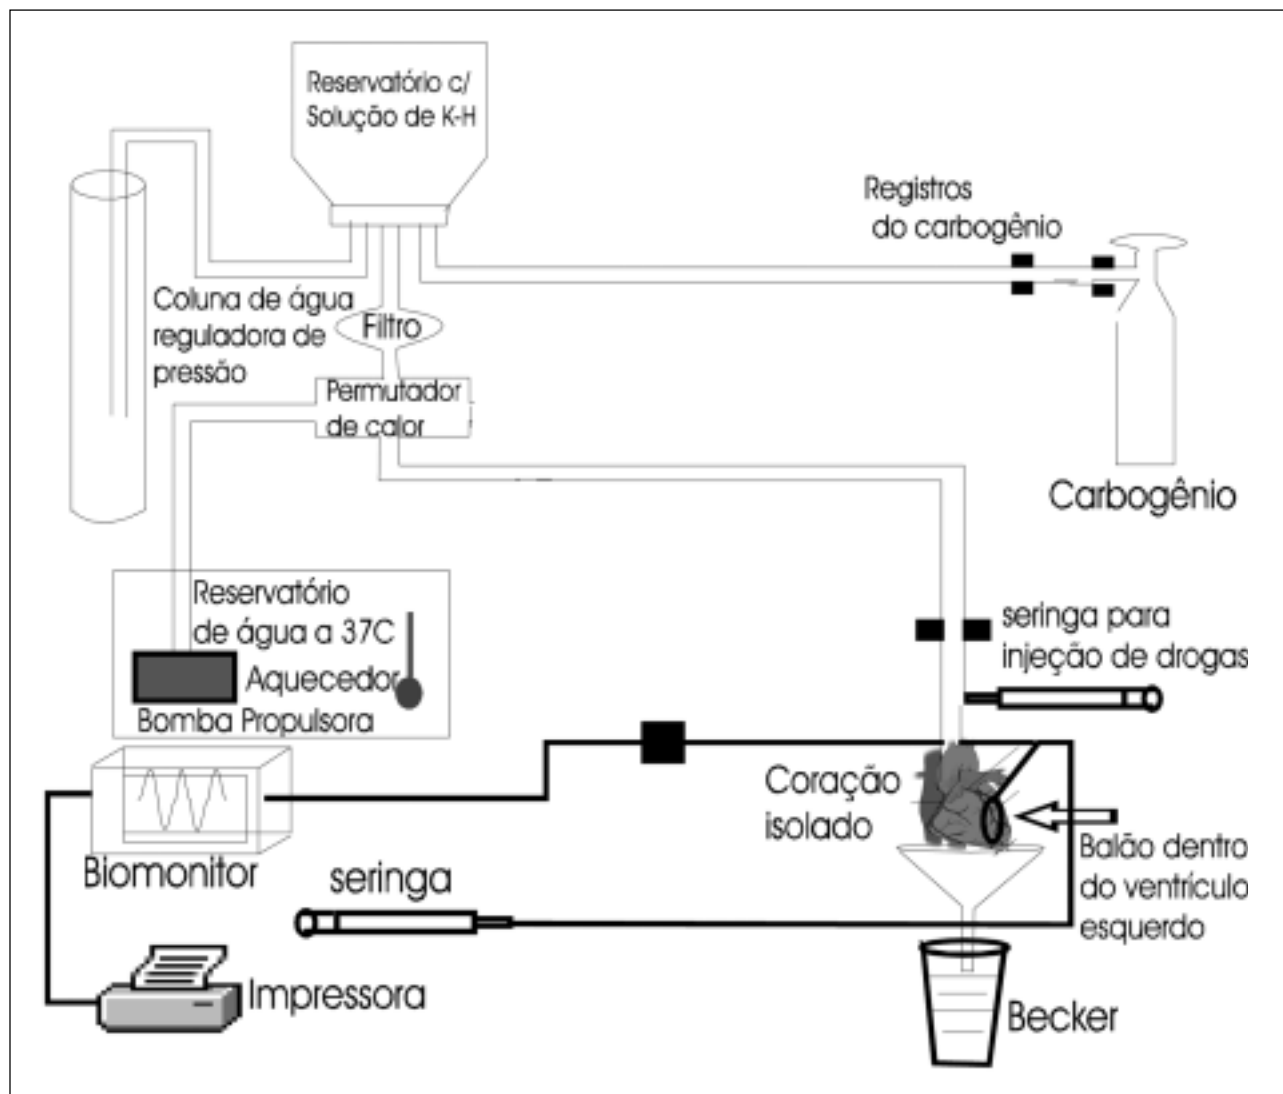 Reservatório c/
Solução de K-H
Registros
do carbogênio
Coluna de água
reguladora de
pressão
Filtro
Permutador
de calor
Carbogênio
Reservatório
de água a 37C
Aquecedor
Bomba Propulsora
seringa para
injeção de drogas
Coração
isolado
Balão dentro
do ventrículo
esquerdo
Biomonitor
seringa
Impressora
Becker